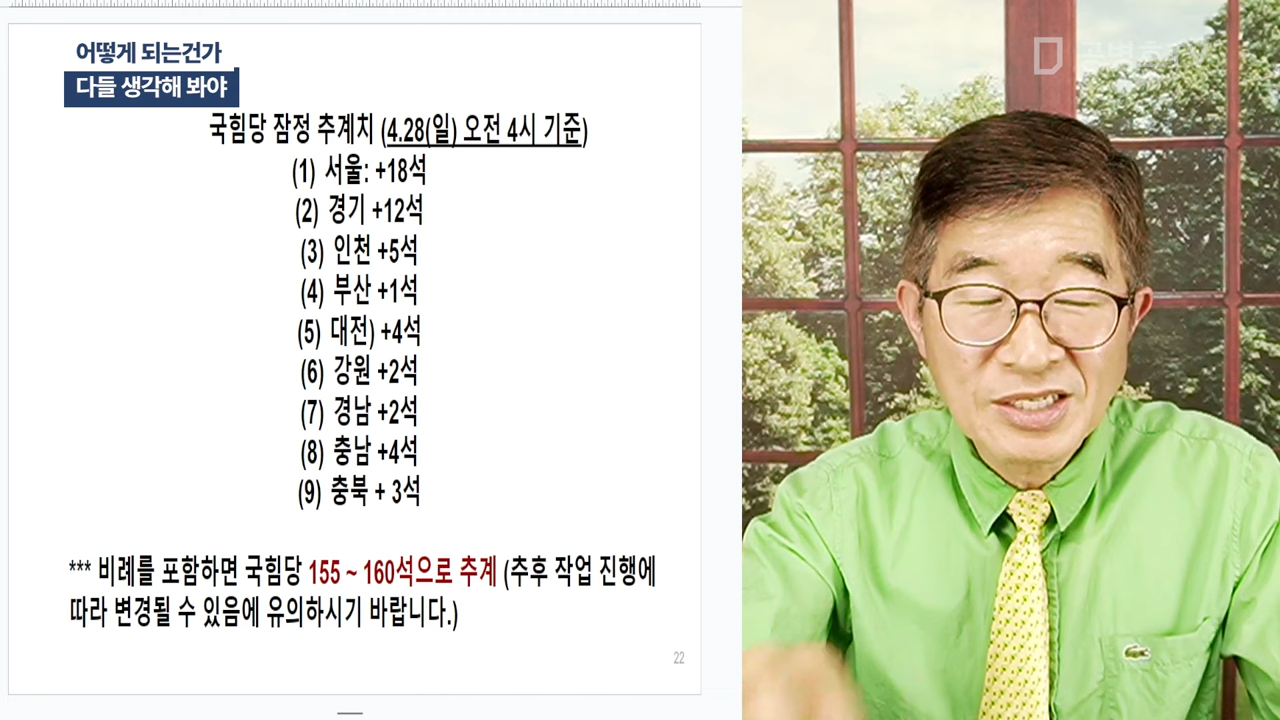 어떻게 되는건가
다들 생각해 봐야
국힘당 잠정 추계치 (4.28(일) 오전 4시 기준)
(1) 서울: +18석
(2) 경기 +12석
(3) 인천 +5석
(4) 부산 +1석
(5) 대전) +4석
(6) 강원 +2석
(7) 경남 +2석
(8) 충남 +4석
(9) 충북 + 3석
*** 비례를 포함하면 국힘당 155 ~ 160석으로 추계 (추후 작업 진행에
따라 변경될 수 있음에 유의하시기 바랍니다.)
22